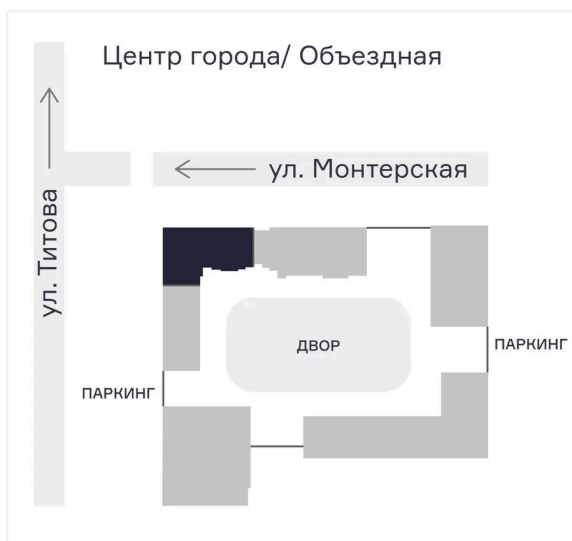 Центр города/ Объездная
ул. Монтерская
ул. Титова
ДВОР
ПАРКИНГ
ПАРКИНГ